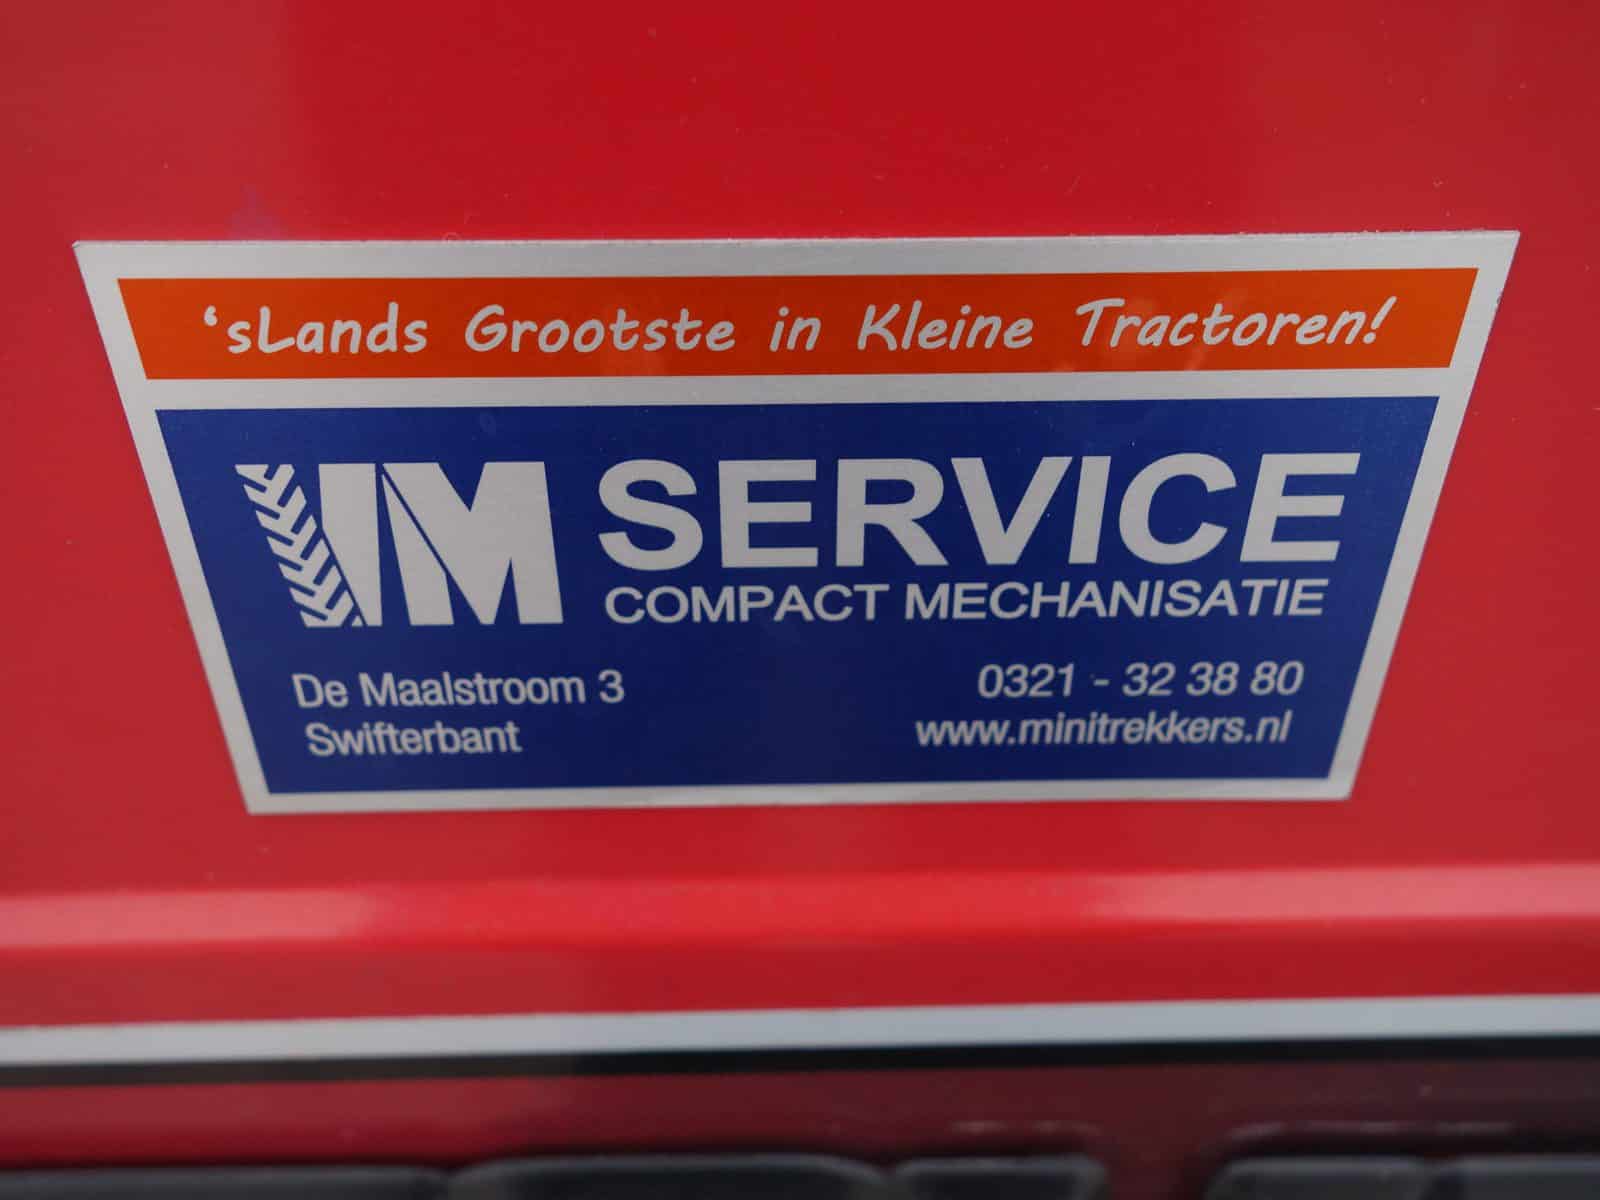 ‘sLands Grootste in Kleine Tractoren!
IM SERVICE
COMPACT MECHANISATIE
De Maalstroom 3
Swifterbant
0321 - 32 38 80
www.minitrekkers.nl